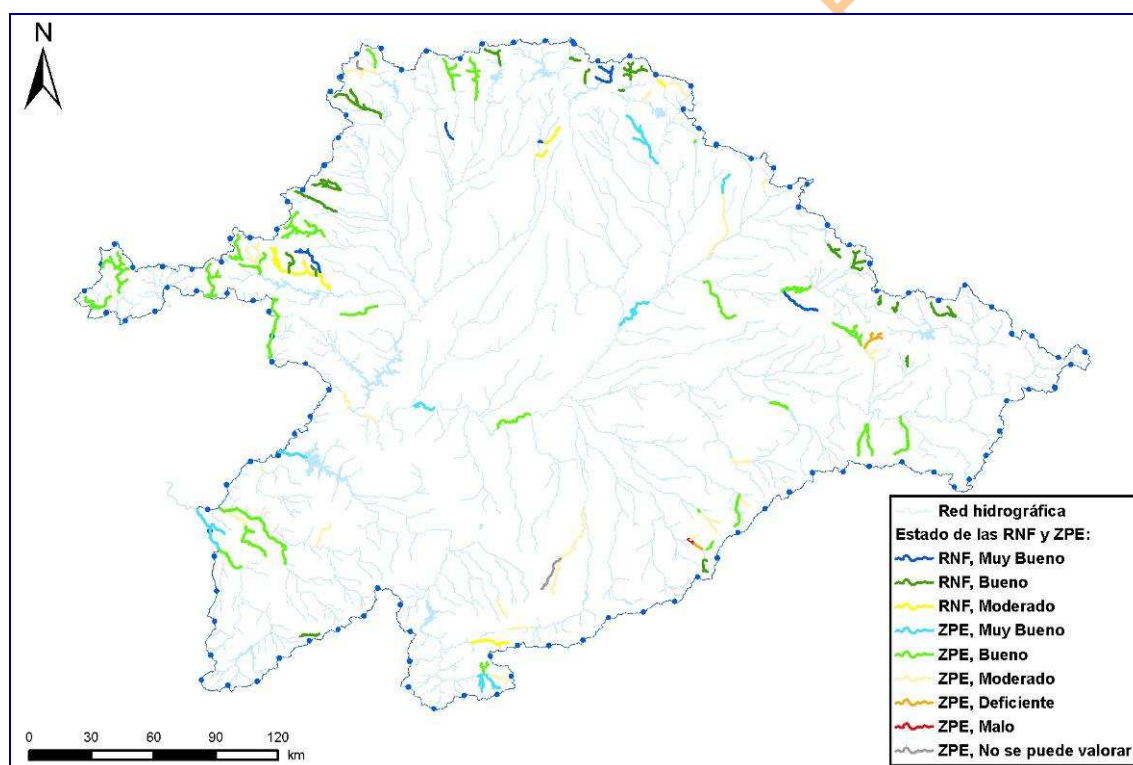 N
Red hidrográfica
Estado de las RNF y ZPE:
RNF, Muy Bueno
RNF, Bueno
RNF, Moderado
ZPE, Muy Bueno
ZPE, Bueno
ZPE, Moderado
ZPE, Deficiente
ZPE, Malo
ZPE, No se puede valorar
0 30 60 90 120
km